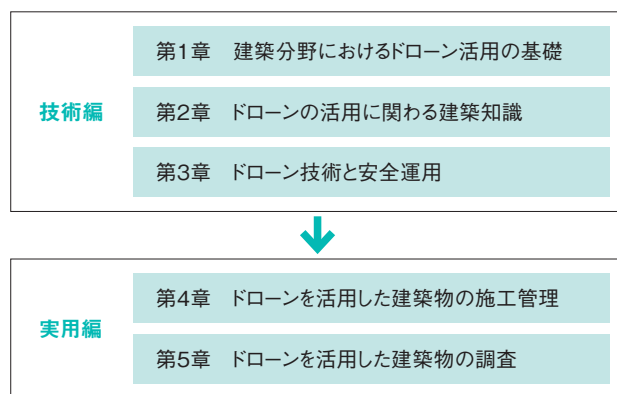 技術編
第1章 建築分野におけるドローン活用の基礎
第2章 ドローンの活用に関わる建築知識
第3章 ドローン技術と安全運用
実用編
第4章 ドローンを活用した建築物の施工管理
第5章 ドローンを活用した建築物の調査